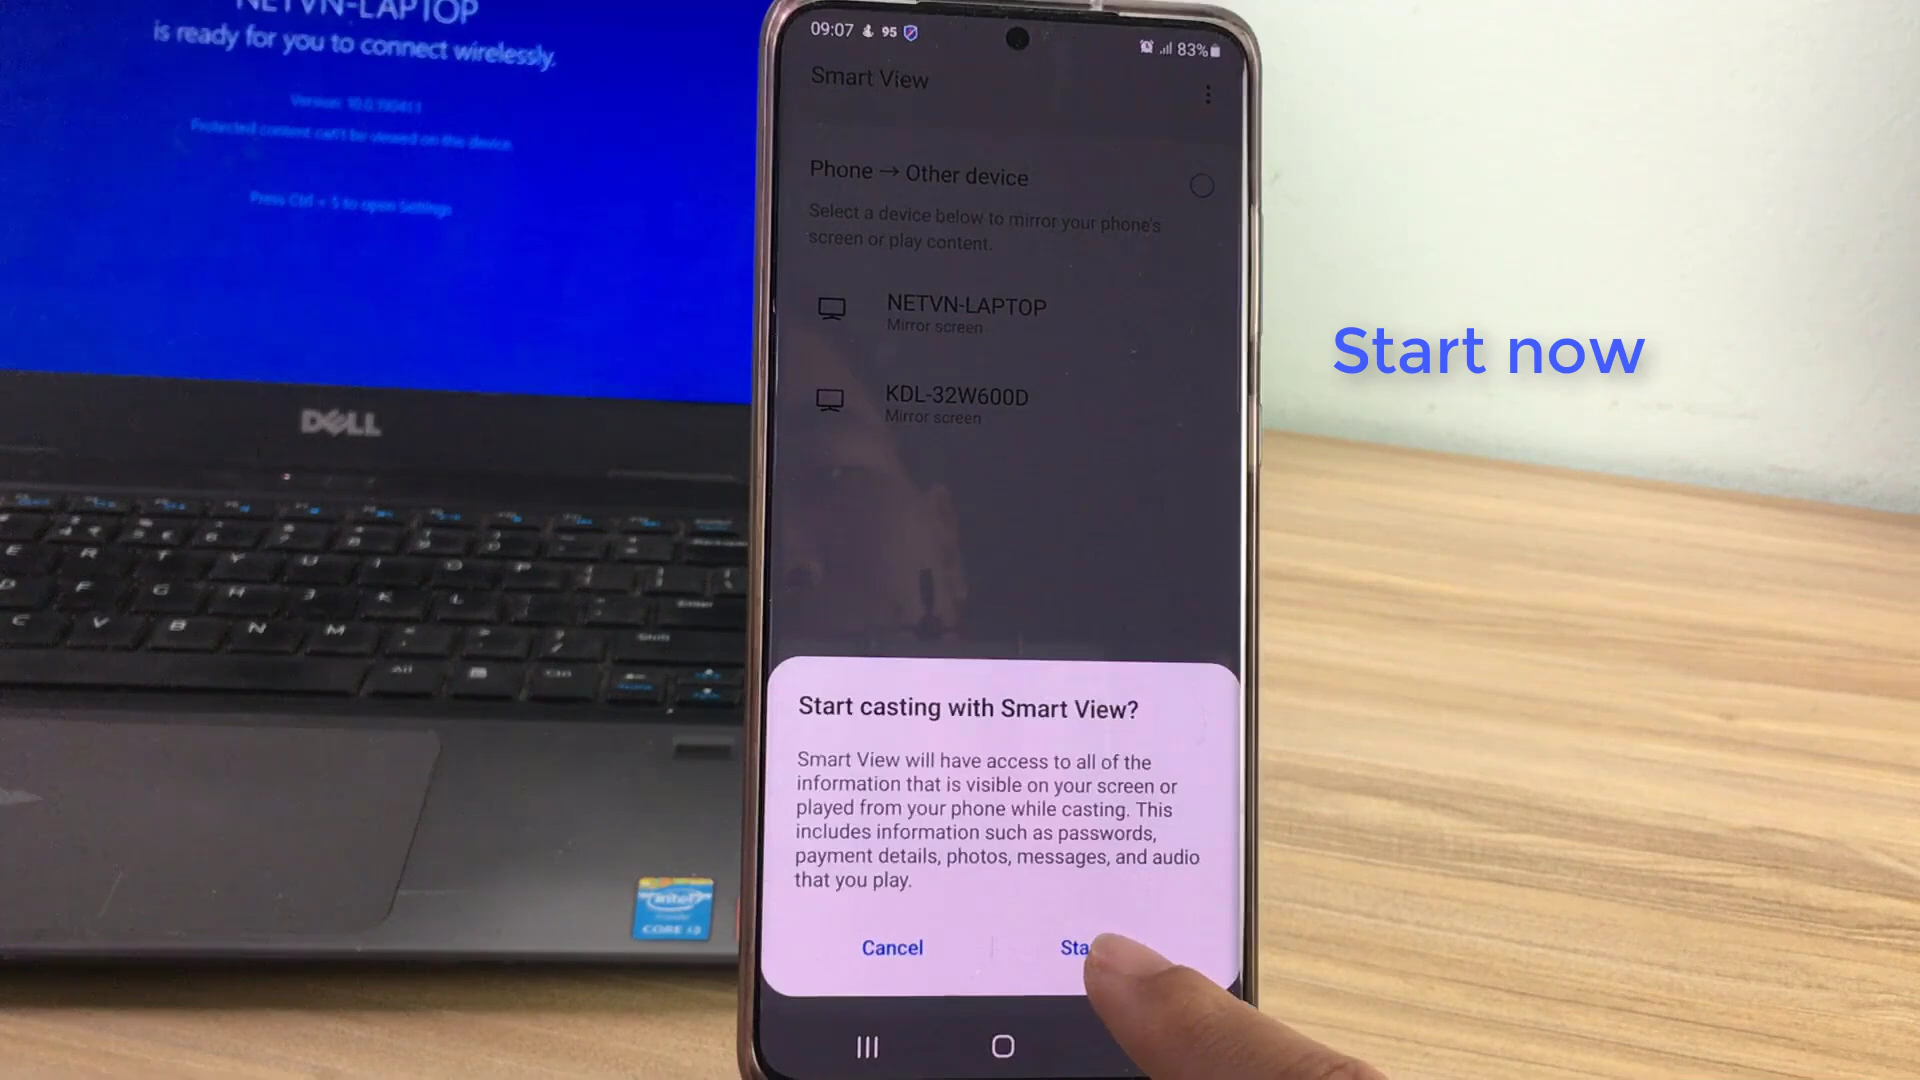 NETVN-LAPTOP
is ready for you to connect wirelessly.
Protected content can't be viewed on this device.
Press Ctrl + S to open Settings
DELL
intel
CORE i3
09:07 95 83%
Smart View
Phone → Other device
Select a device below to mirror your phone's
screen or play content.
NETVN-LAPTOP
Mirror screen
KDL-32W600D
Mirror screen
Start casting with Smart View?
Smart View will have access to all of the
information that is visible on your screen or
played from your phone while casting. This
includes information such as passwords,
payment details, photos, messages, and audio
that you play.
Cancel
Sta
Start now